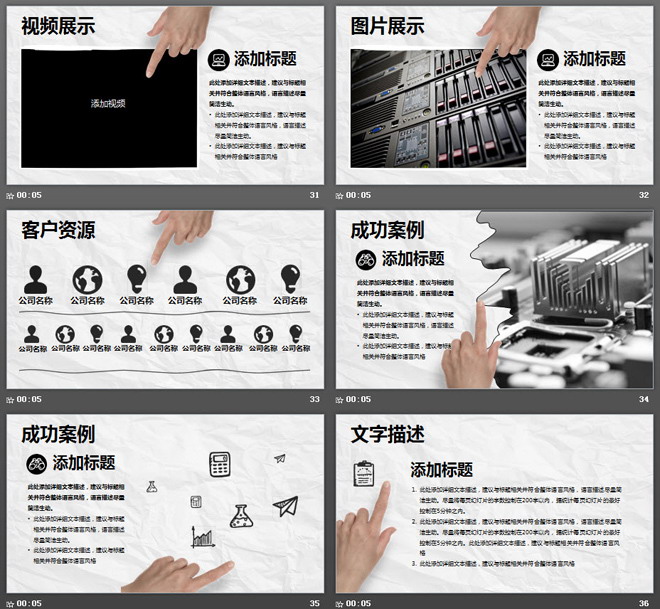 视频展示
添加视频
添加标题
此处添加详细文本描述，建议与标题相
关并符合整体语言风格，语言描述尽量
简洁生动。
• 此处添加详细文本描述，建议与标题
相关并符合整体语言风格，语言描述
尽量简洁生动。
• 此处添加详细文本描述，建议与标题
相关并符合整体语言风格
00:05
31
图片展示
添加标题
此处添加详细文本描述，建议与标题相
关并符合整体语言风格，语言描述尽量
简洁生动。
• 此处添加详细文本描述，建议与标题
相关并符合整体语言风格，语言描述
尽量简洁生动。
• 此处添加详细文本描述，建议与标题
相关并符合整体语言风格
00:05
32
客户资源
公司名称 公司名称 公司名称 公司名称 公司名称 公司名称
公司名称 公司名称 公司名称 公司名称 公司名称 公司名称 公司名称 公司名称 公司名称
00:05
33
成功案例
添加标题
此处添加详细文本描述，建议与标题相
关并符合整体语言风格，语言描述尽量
简洁生动。
• 此处添加详细文本描述，建议与标题
相关并符合整体语言风格，语言描述
尽量简洁生动。
• 此处添加详细文本描述，建议与标题
相关并符合整体语言风格
00:05
34
成功案例
添加标题
此处添加详细文本描述，建议与标题相
关并符合整体语言风格，语言描述尽量
简洁生动。
• 此处添加详细文本描述，建议与标题
相关并符合整体语言风格，语言描述
尽量简洁生动。
• 此处添加详细文本描述，建议与标题
相关并符合整体语言风格
00:05
35
文字描述
添加标题
1. 此处添加详细文本描述，建议与标题相关并符合整体语言风格，语言描述尽量简
洁生动。尽量将每页幻灯片的字数控制在200字以内，据统计每页幻灯片的最好
控制在5分钟之内。
2. 此处添加详细文本描述，建议与标题相关并符合整体语言风格，语言描述尽量简
洁生动。尽量将每页幻灯片的字数控制在200字以内，据统计每页幻灯片的最好
控制在5分钟之内。此处添加详细文本描述，建议与标题相关并符合整体语言风
格
3. 此处添加详细文本描述，建议与标题相关并符合整体语言风格
00:05
36